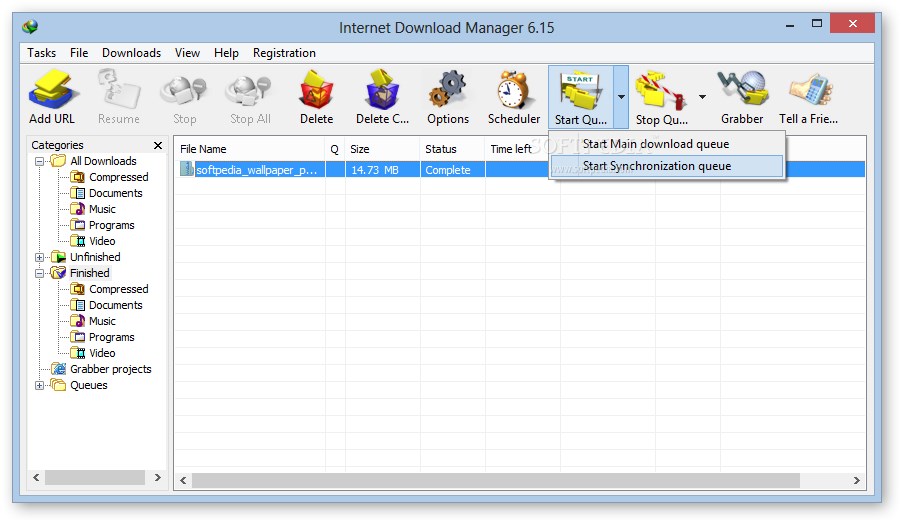 Internet Download Manager 6.15
Tasks File Downloads View Help Registration
START
Add URL Resume Stop Stop All Delete Delete C... Options Scheduler Start Qu... Stop Qu... Grabber Tell a Frie...
Categories
All Downloads
Compressed
Documents
Music
Programs
Video
Unfinished
Finished
Compressed
Documents
Music
Programs
Video
Grabber projects
Queues
File Name Q Size Status Time left
softpedia_wallpaper_p... 14.73 MB Complete
Start Main download queue
Start Synchronization queue